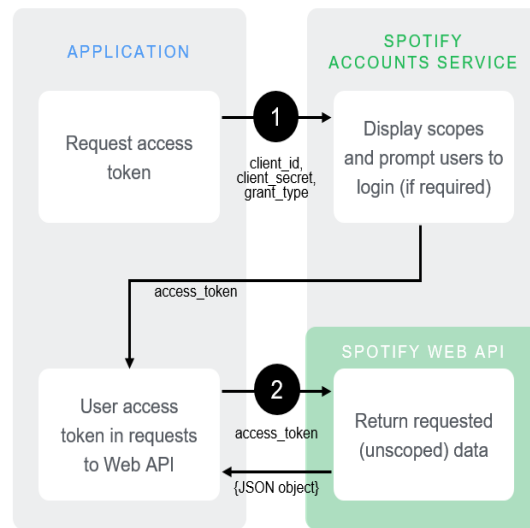 APPLICATION
SPOTIFY
ACCOUNTS SERVICE
Request access
token
1
client_id,
client_secret,
grant_type
Display scopes
and prompt users to
login (if required)
access_token
SPOTIFY WEB API
User access
token in requests
to Web API
2
access_token
{JSON object}
Return requested
(unscoped) data